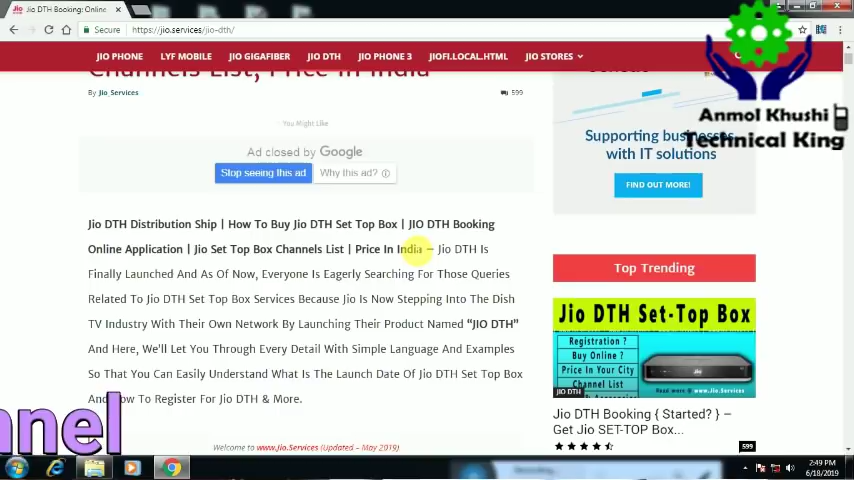 Jio DTH Booking: Online
Secure
https://jio.services/jio-dth/
JIO PHONE
LYF MOBILE
JIO GIGAFIBER
JIO DTH
JIO PHONE 3
JIOFI.LOCAL.HTML
JIO STORES
Anmol Khushi
Technical King
Channels List, Price In India
By Jio_Services
599
You Might Like
Ad closed by Google
Stop seeing this ad
Why this ad?
Supporting businesses
with IT solutions
FIND OUT MORE!
Jio DTH Distribution Ship | How To Buy Jio DTH Set Top Box | JIO DTH Booking
Online Application | Jio Set Top Box Channels List | Price In India – Jio DTH Is
Finally Launched And As Of Now, Everyone Is Eagerly Searching For Those Queries
Related To Jio DTH Set Top Box Services Because Jio Is Now Stepping Into The Dish
TV Industry With Their Own Network By Launching Their Product Named “JIO DTH”
And Here, We’ll Let You Through Every Detail With Simple Language And Examples
So That You Can Easily Understand What Is The Launch Date Of Jio DTH Set Top Box
And How To Register For Jio DTH & More.
Welcome to www.Jio.Services (Updated – May 2019)
Top Trending
Jio DTH Set-Top Box
Registration ?
Buy Online ?
Price In Your City
Channel List
Read more @ www.Jio.Services
JIO DTH
Jio DTH Booking { Started? } –
Get Jio SET-TOP Box...
599
anel
2:49 PM
6/18/2019